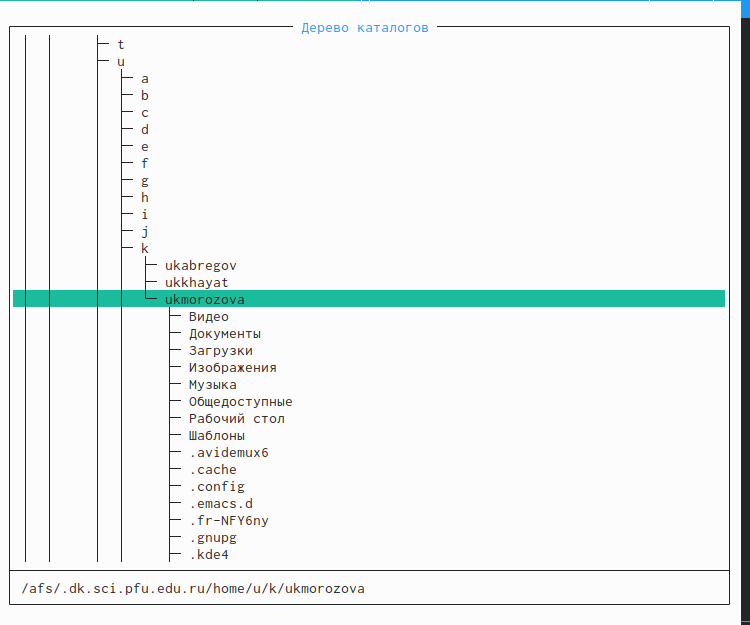 Дерево каталогов
t
u
a
b
c
d
e
f
g
h
i
j
k
ukabregov
ukkhayat
ukmorozova
Видео
Документы
Загрузки
Изображения
Музыка
Общедоступные
Рабочий стол
Шаблоны
.avidemux6
.cache
.config
.emacs.d
.fr-NFY6ny
.gnupg
.kde4
/afs/.dk.sci.pfu.edu.ru/home/u/k/ukmorozova